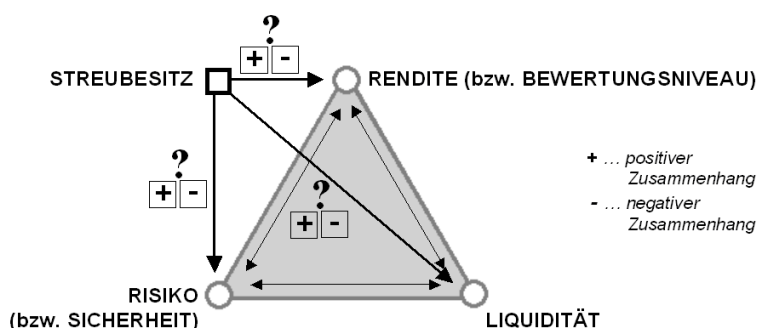 ?
+ -
STREUBESITZ
RENDITE (bzw. BEWERTUNGSNIVEAU)
?
+ -
?
+ -
+ ... positiver
Zusammenhang
- ... negativer
Zusammenhang
RISIKO
(bzw. SICHERHEIT)
LIQUIDITÄT